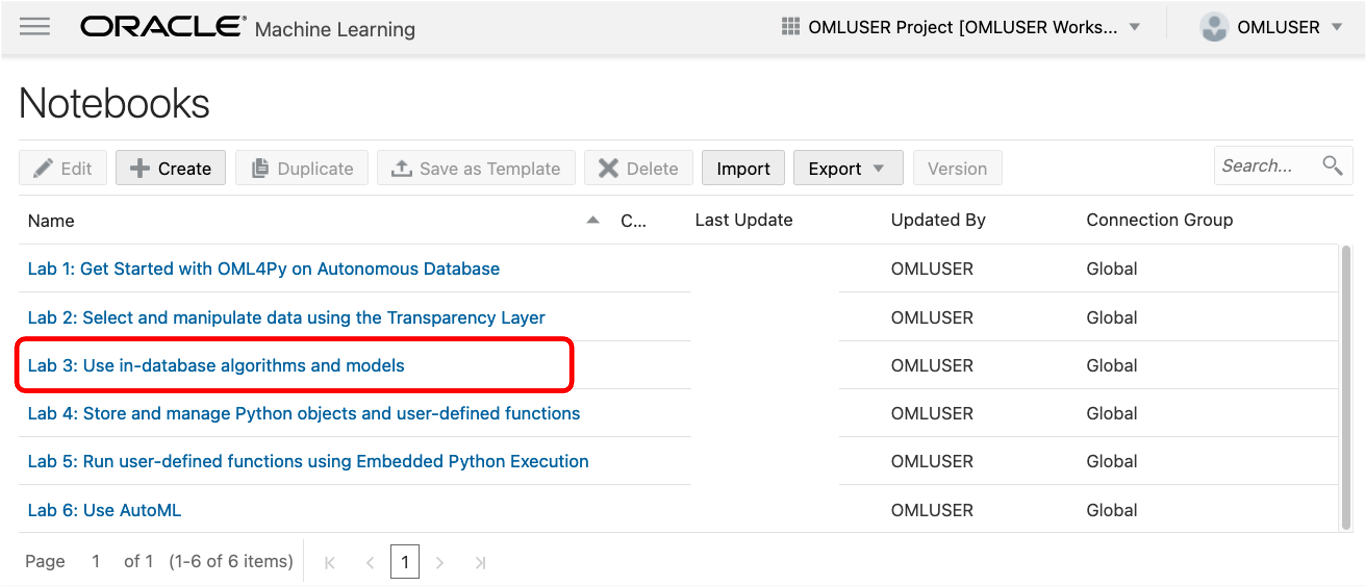 ORACLE® Machine Learning OMLUSER Project [OMLUSER Works... OMLUSER
Notebooks
Edit Create Duplicate Save as Template Delete Import Export Version Search...
Name C... Last Update Updated By Connection Group
Lab 1: Get Started with OML4Py on Autonomous Database OMLUSER Global
Lab 2: Select and manipulate data using the Transparency Layer OMLUSER Global
Lab 3: Use in-database algorithms and models OMLUSER Global
Lab 4: Store and manage Python objects and user-defined functions OMLUSER Global
Lab 5: Run user-defined functions using Embedded Python Execution OMLUSER Global
Lab 6: Use AutoML OMLUSER Global
Page 1 of 1 (1-6 of 6 items) 1